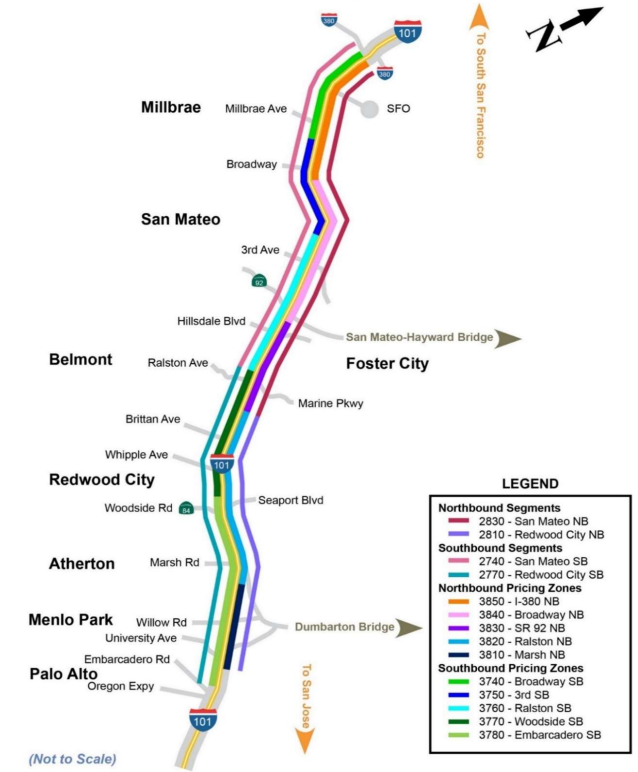 380
101
N
To South San Francisco
380
Millbrae
Millbrae Ave
SFO
Broadway
San Mateo
3rd Ave
92
Hillsdale Blvd
San Mateo-Hayward Bridge
Belmont
Ralston Ave
Foster City
Marine Pkwy
Brittan Ave
Whipple Ave
101
Redwood City
Woodside Rd
84
Seaport Blvd
Atherton
Marsh Rd
Menlo Park
Willow Rd
Dumbarton Bridge
University Ave
Embarcadero Rd
Palo Alto
Oregon Expy
To San Jose
101
(Not to Scale)
LEGEND
Northbound Segments
2830 - San Mateo NB
2810 - Redwood City NB
Southbound Segments
2740 - San Mateo SB
2770 - Redwood City SB
Northbound Pricing Zones
3850 - I-380 NB
3840 - Broadway NB
3830 - SR 92 NB
3820 - Ralston NB
3810 - Marsh NB
Southbound Pricing Zones
3740 - Broadway SB
3750 - 3rd SB
3760 - Ralston SB
3770 - Woodside SB
3780 - Embarcadero SB